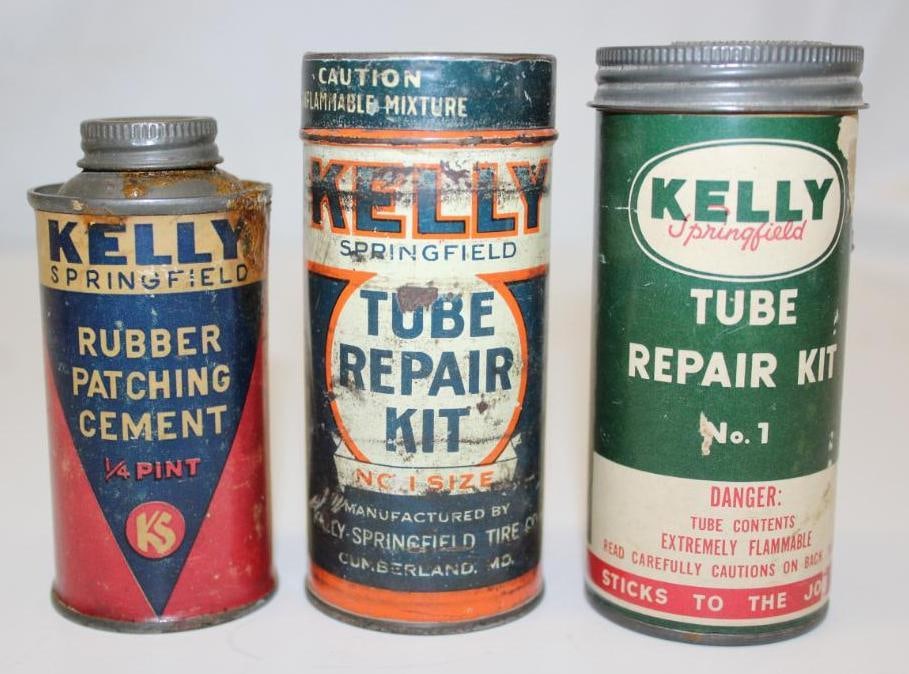 KELLY
SPRINGFIELD
RUBBER
PATCHING
CEMENT
1/4 PINT
KS
CAUTION
FLAMMABLE MIXTURE
KELLY
SPRINGFIELD
TUBE
REPAIR
KIT
NO. 1 SIZE
MANUFACTURED BY
KELLY-SPRINGFIELD TIRE CO.
CUMBERLAND, MD.
KELLY
Springfield
TUBE
REPAIR KIT
No. 1
DANGER:
TUBE CONTENTS
EXTREMELY FLAMMABLE
READ CAREFULLY CAUTIONS ON BACK
STICKS TO THE JOB